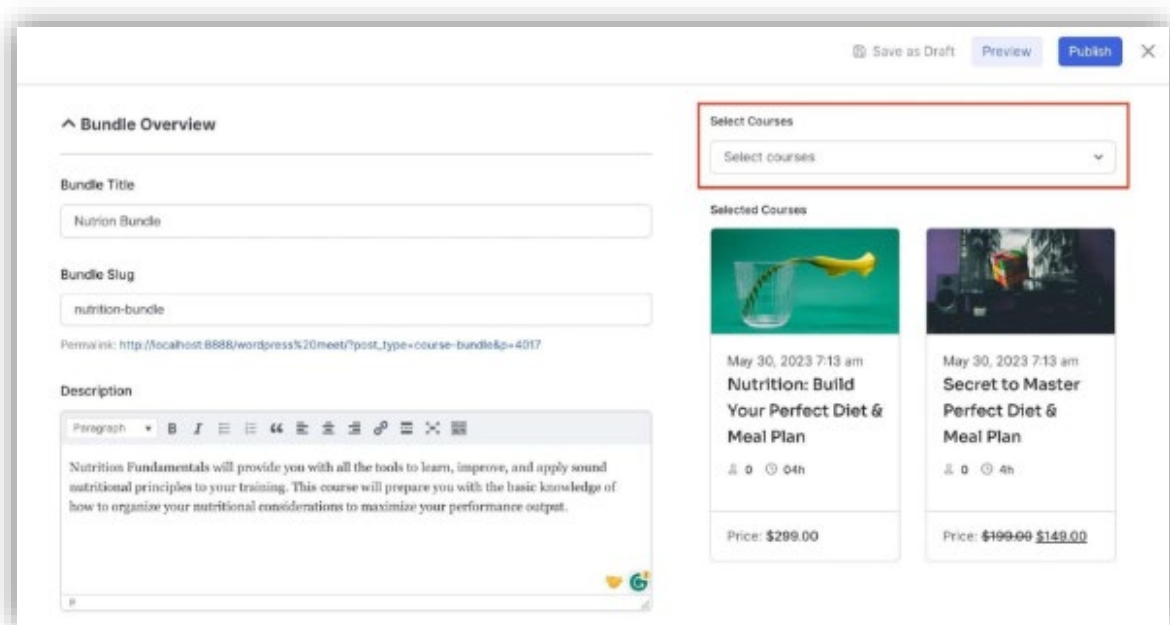 Save as Draft Preview Publish
Bundle Overview
Bundle Title
Nutrion Bundle
Bundle Slug
nutrition-bundle
Permalink: http://localhost:8888/wordpress%20meet/?post_type=course-bundle&p=4017
Description
Paragraph B I
Nutrition Fundamentals will provide you with all the tools to learn, improve, and apply sound
nutritional principles to your training. This course will prepare you with the basic knowledge of
how to organize your nutritional considerations to maximize your performance output.
P
Select Courses
Select courses
Selected Courses
May 30, 2023 7:13 am
Nutrition: Build
Your Perfect Diet &
Meal Plan
0 04h
Price: $299.00
May 30, 2023 7:13 am
Secret to Master
Perfect Diet &
Meal Plan
0 4h
Price: $199.00 $149.00